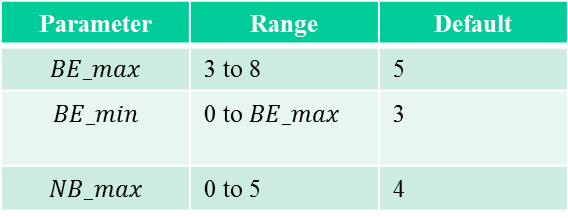 Parameter Range Default
BE_max 3 to 8 5
BE_min 0 to BE_max 3
NB_max 0 to 5 4